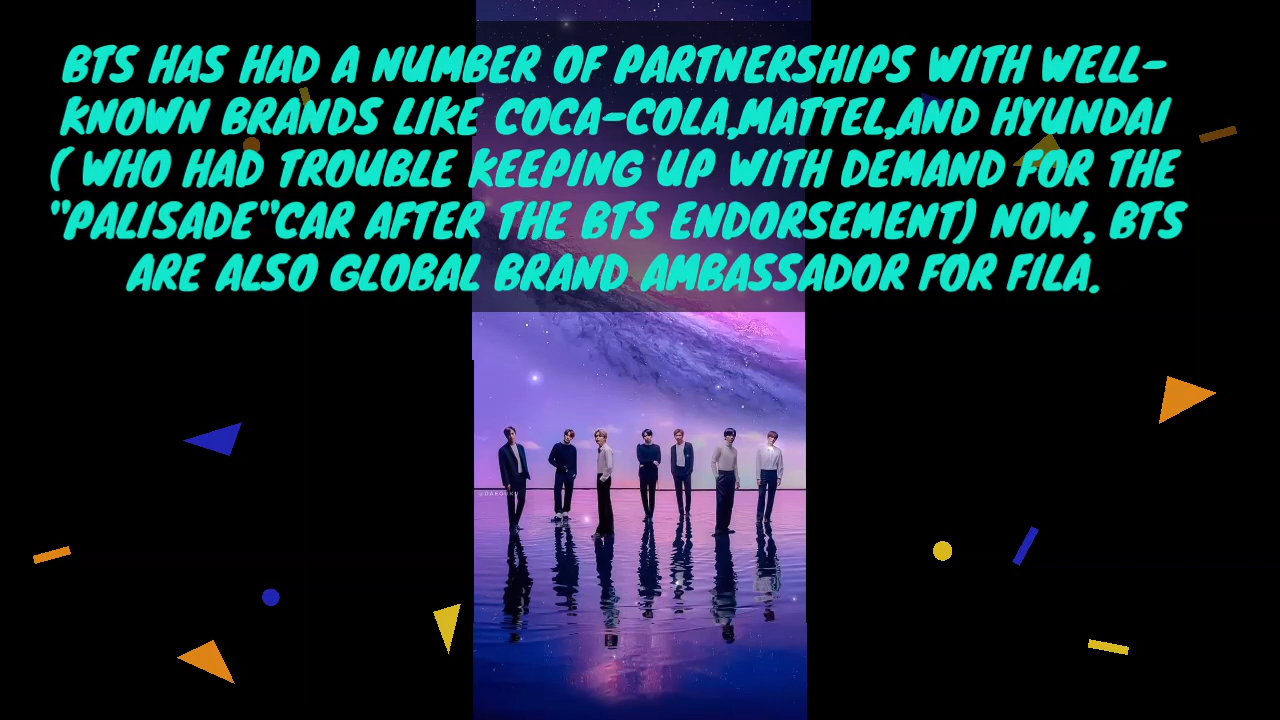 BTS HAS HAD A NUMBER OF PARTNERSHIPS WITH WELL-
KNOWN BRANDS LIKE COCA-COLA,MATTEL,AND HYUNDAI
( WHO HAD TROUBLE KEEPING UP WITH DEMAND FOR THE
"PALISADE"CAR AFTER THE BTS ENDORSEMENT) NOW, BTS
ARE ALSO GLOBAL BRAND AMBASSADOR FOR FILA.